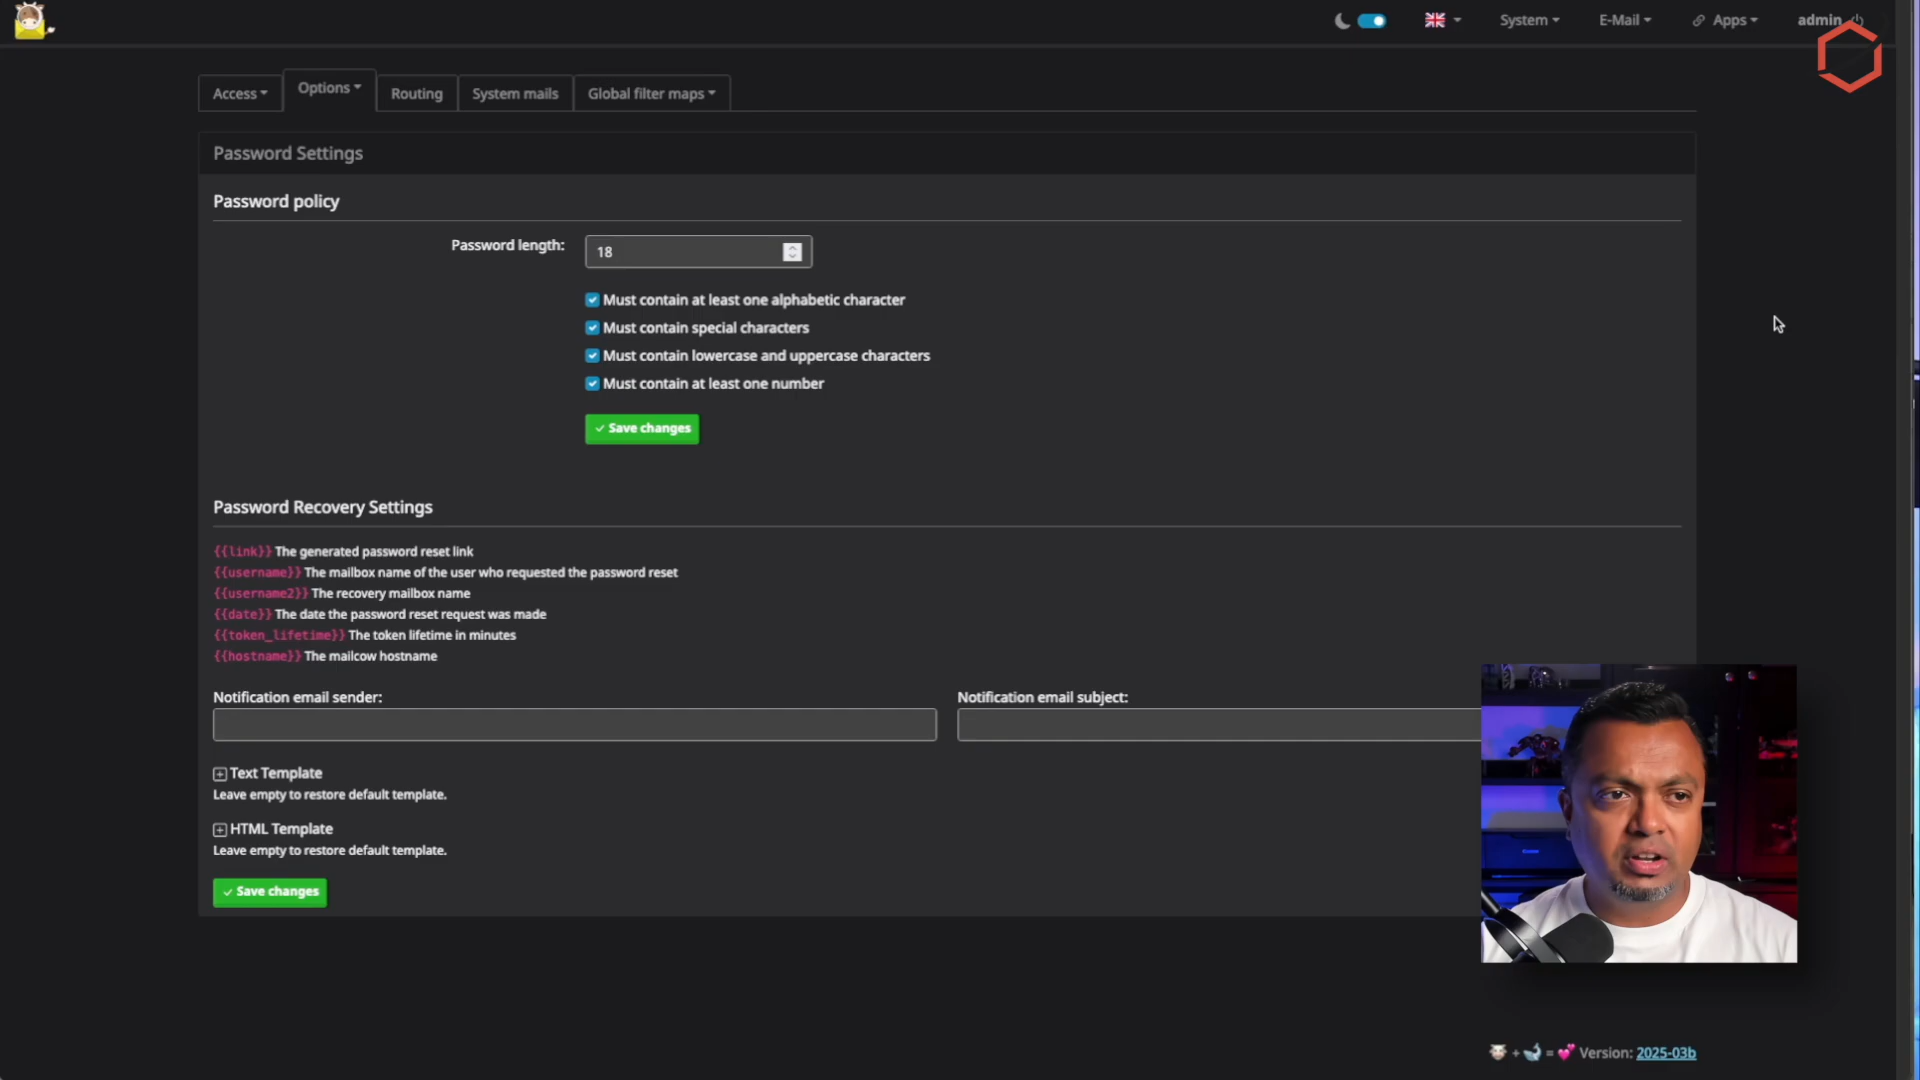 System
E-Mail
Apps
admin
Access
Options
Routing
System mails
Global filter maps
Password Settings
Password policy
Password length:
18
Must contain at least one alphabetic character
Must contain special characters
Must contain lowercase and uppercase characters
Must contain at least one number
Save changes
Password Recovery Settings
{{link}} The generated password reset link
{{username}} The mailbox name of the user who requested the password reset
{{username2}} The recovery mailbox name
{{date}} The date the password reset request was made
{{token_lifetime}} The token lifetime in minutes
{{hostname}} The mailcow hostname
Notification email sender:
Notification email subject:
Text Template
Leave empty to restore default template.
HTML Template
Leave empty to restore default template.
Save changes
+ = Version: 2025-03b